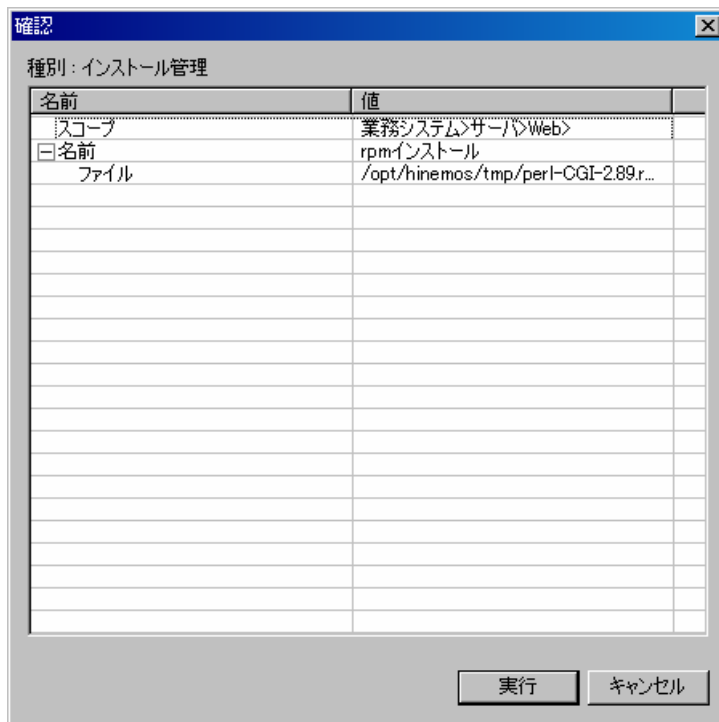 確認
種別：インストール管理
名前 値
スコープ 業務システム>サーバ>Web>
名前 rpmインストール
ファイル /opt/hinemos/tmp/perl-CGI-2.89.r...
実行 キャンセル